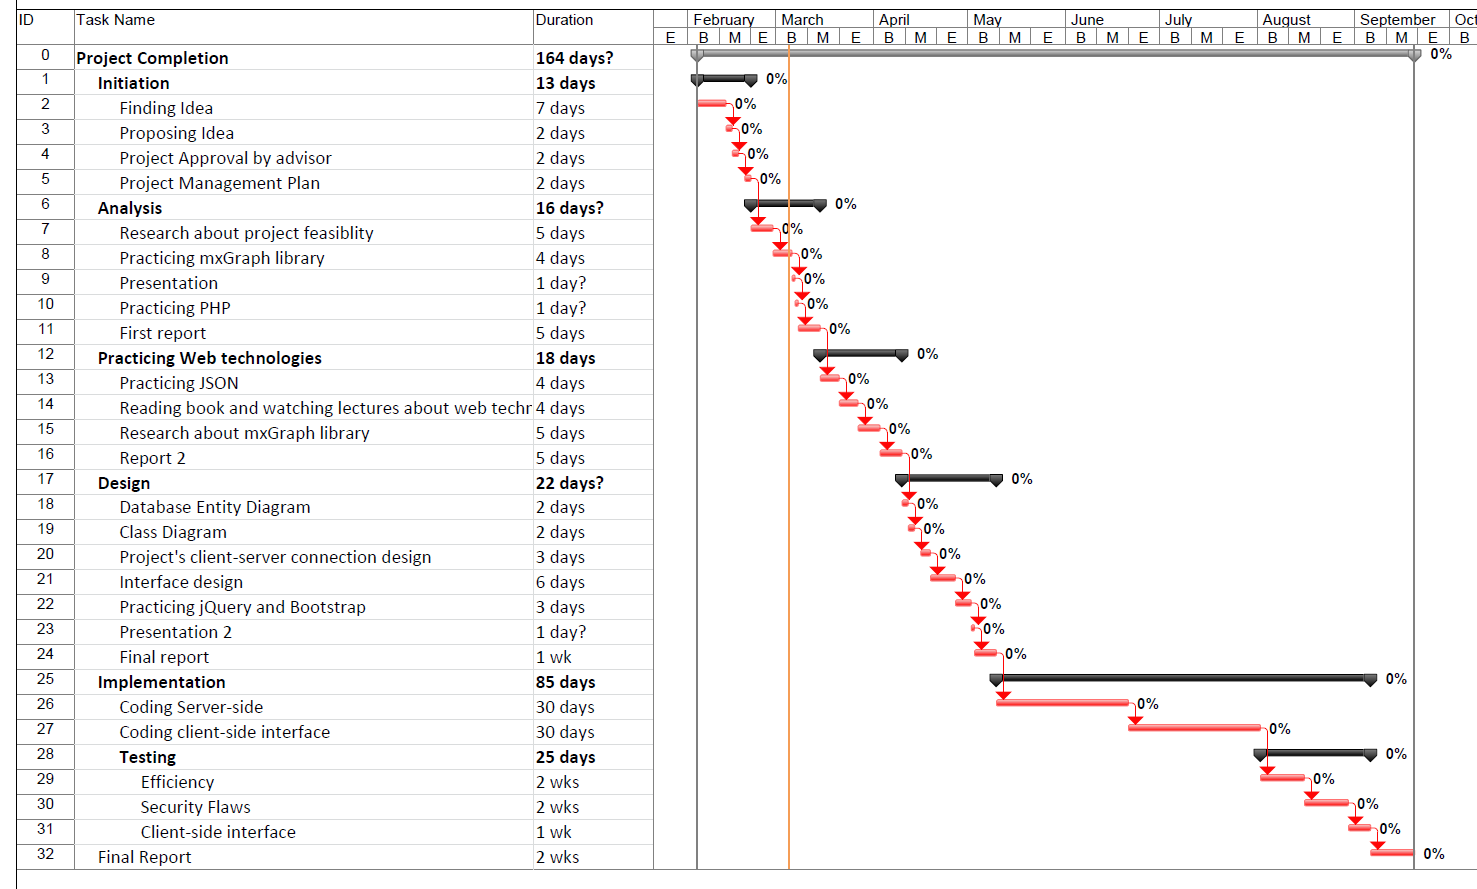 ID Task Name Duration February March April May June July August September Oct
E B M E B M E B M E B M E B M E B M E B M E B M E B
0 Project Completion 164 days? 0%
1 Initiation 13 days 0%
2 Finding Idea 7 days 0%
3 Proposing Idea 2 days 0%
4 Project Approval by advisor 2 days 0%
5 Project Management Plan 2 days 0%
6 Analysis 16 days? 0%
7 Research about project feasiblity 5 days 0%
8 Practicing mxGraph library 4 days 0%
9 Presentation 1 day? 0%
10 Practicing PHP 1 day? 0%
11 First report 5 days 0%
12 Practicing Web technologies 18 days 0%
13 Practicing JSON 4 days 0%
14 Reading book and watching lectures about web techn 4 days 0%
15 Research about mxGraph library 5 days 0%
16 Report 2 5 days 0%
17 Design 22 days? 0%
18 Database Entity Diagram 2 days 0%
19 Class Diagram 2 days 0%
20 Project's client-server connection design 3 days 0%
21 Interface design 6 days 0%
22 Practicing jQuery and Bootstrap 3 days 0%
23 Presentation 2 1 day? 0%
24 Final report 1 wk 0%
25 Implementation 85 days 0%
26 Coding Server-side 30 days 0%
27 Coding client-side interface 30 days 0%
28 Testing 25 days 0%
29 Efficiency 2 wks 0%
30 Security Flaws 2 wks 0%
31 Client-side interface 1 wk 0%
32 Final Report 2 wks 0%